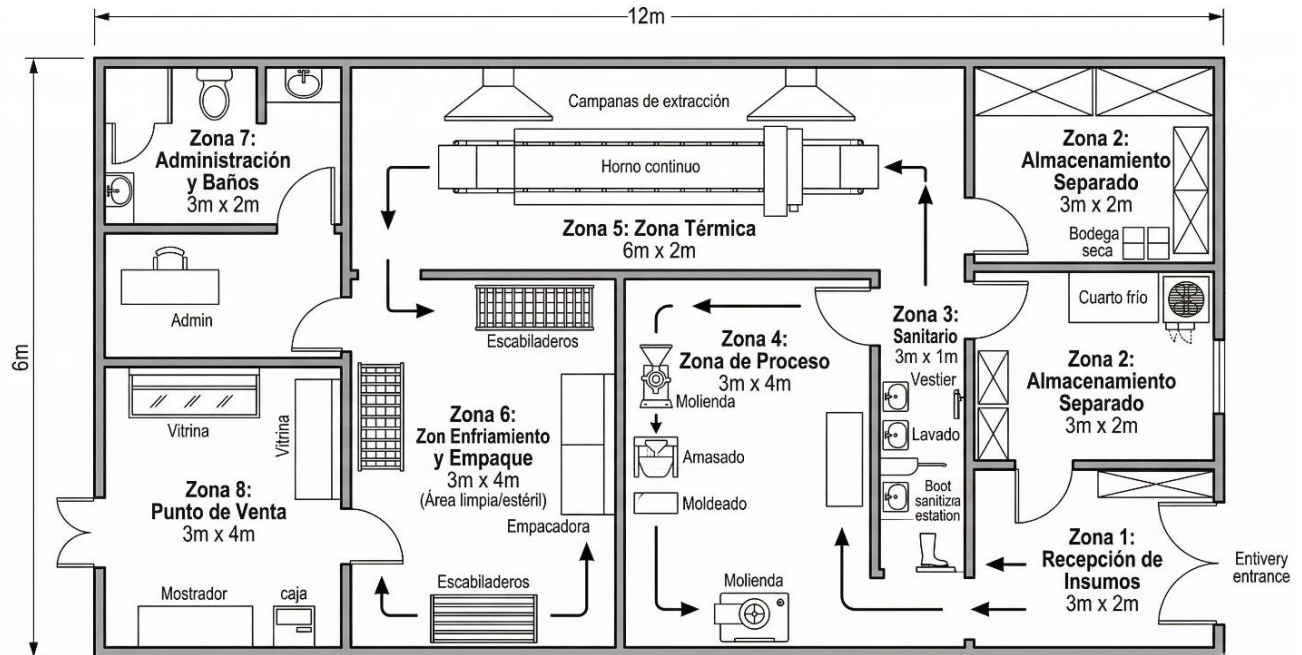 12m
6m
Zona 7:
Administración
y Baños
3m x 2m
Admin
Campanas de extracción
Horno continuo
Zona 5: Zona Térmica
6m x 2m
Zona 2:
Almacenamiento
Separado
3m x 2m
Bodega
seca
Cuarto frío
Zona 2:
Almacenamiento
Separado
3m x 2m
Zona 3:
Sanitario
3m x 1m
Vestier
Lavado
Boot
sanitizia
estation
Escabiladeros
Zona 4:
Zona de Proceso
3m x 4m
Molienda
Amasado
Moldeado
Molienda
Zona 6:
Zon Enfriamiento
y Empaque
3m x 4m
(Área limpia/estéril)
Empacadora
Escabiladeros
Vitrina
Vitrina
Zona 8:
Punto de Venta
3m x 4m
Mostrador
caja
Zona 1:
Recepción de
Insumos
3m x 2m
Entivery
entrance